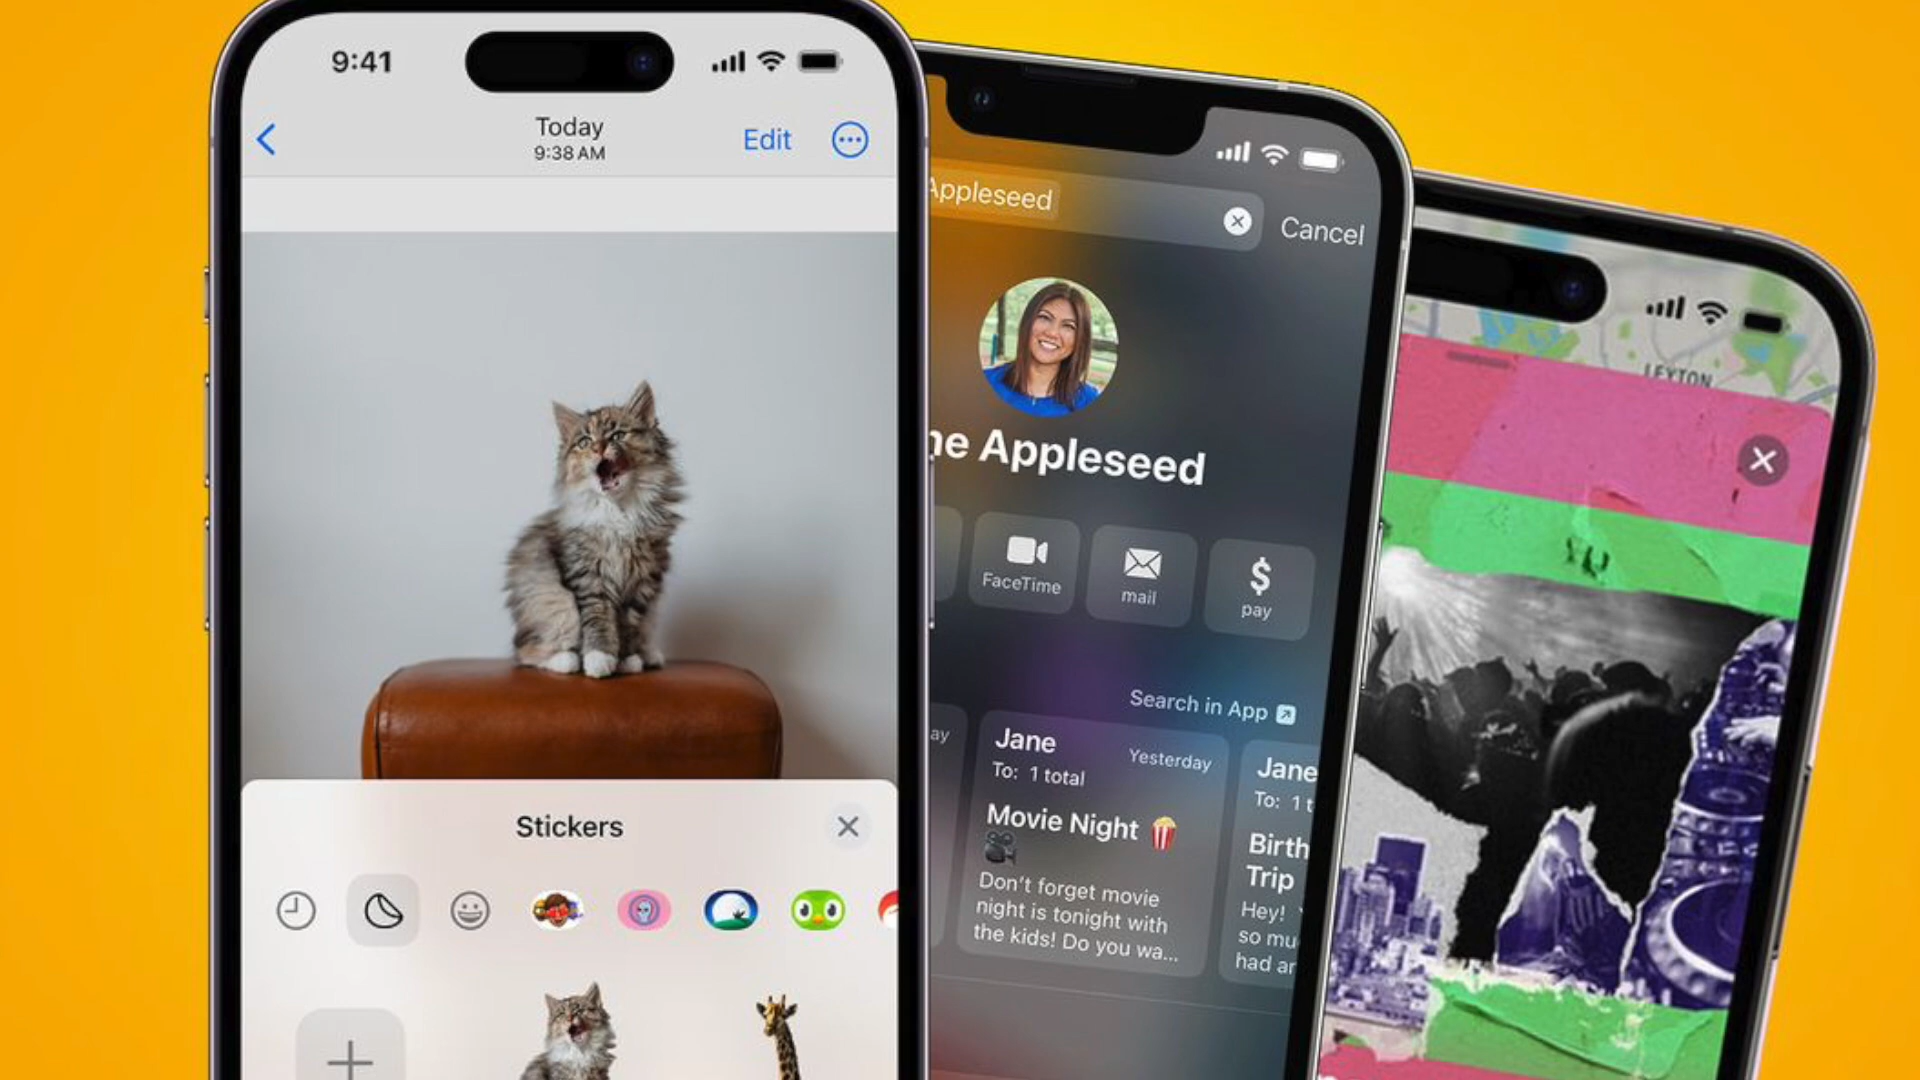 9:41
Today
9:38 AM
Edit
Stickers
Appleseed
Cancel
ne Appleseed
FaceTime
mail
$
pay
Search in App
ay
Jane
Yesterday
To: 1 total
Movie Night 🍿
🎥
Don't forget movie
night is tonight with
the kids! Do you wa...
Jane
To: 1 t
Birth
Trip
Hey!
so mu
had ar
LEYTON